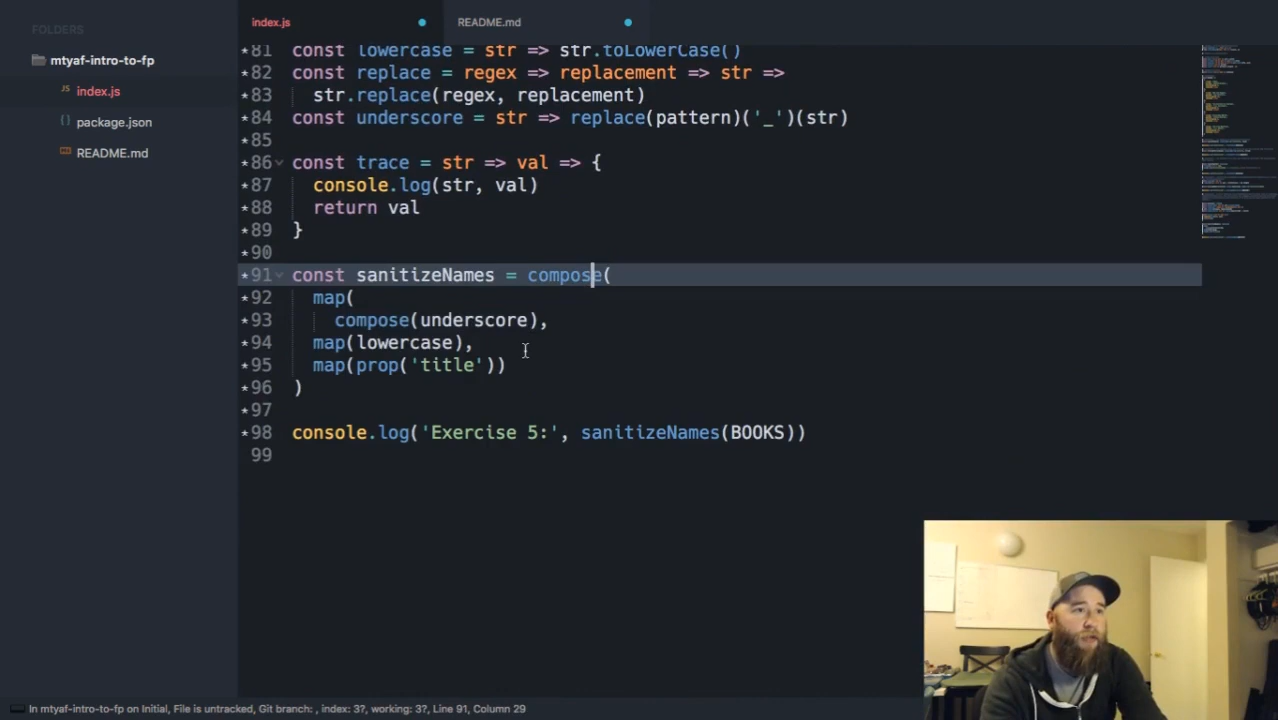 FOLDERS
mtyaf-intro-to-fp
JS index.js
{} package.json
README.md
index.js
README.md
*81 const lowercase = str => str.toLowerCase()
*82 const replace = regex => replacement => str =>
*83 str.replace(regex, replacement)
*84 const underscore = str => replace(pattern)('_')(str)
*85
*86 const trace = str => val => {
*87 console.log(str, val)
*88 return val
*89 }
*90
*91 const sanitizeNames = compose(
*92 map(
*93 compose(underscore),
*94 map(lowercase),
*95 map(prop('title'))
*96 )
*97
*98 console.log('Exercise 5:', sanitizeNames(BOOKS))
99
In mtyaf-intro-to-fp on Initial, File is untracked, Git branch: , index: 3?, working: 3?, Line 91, Column 29